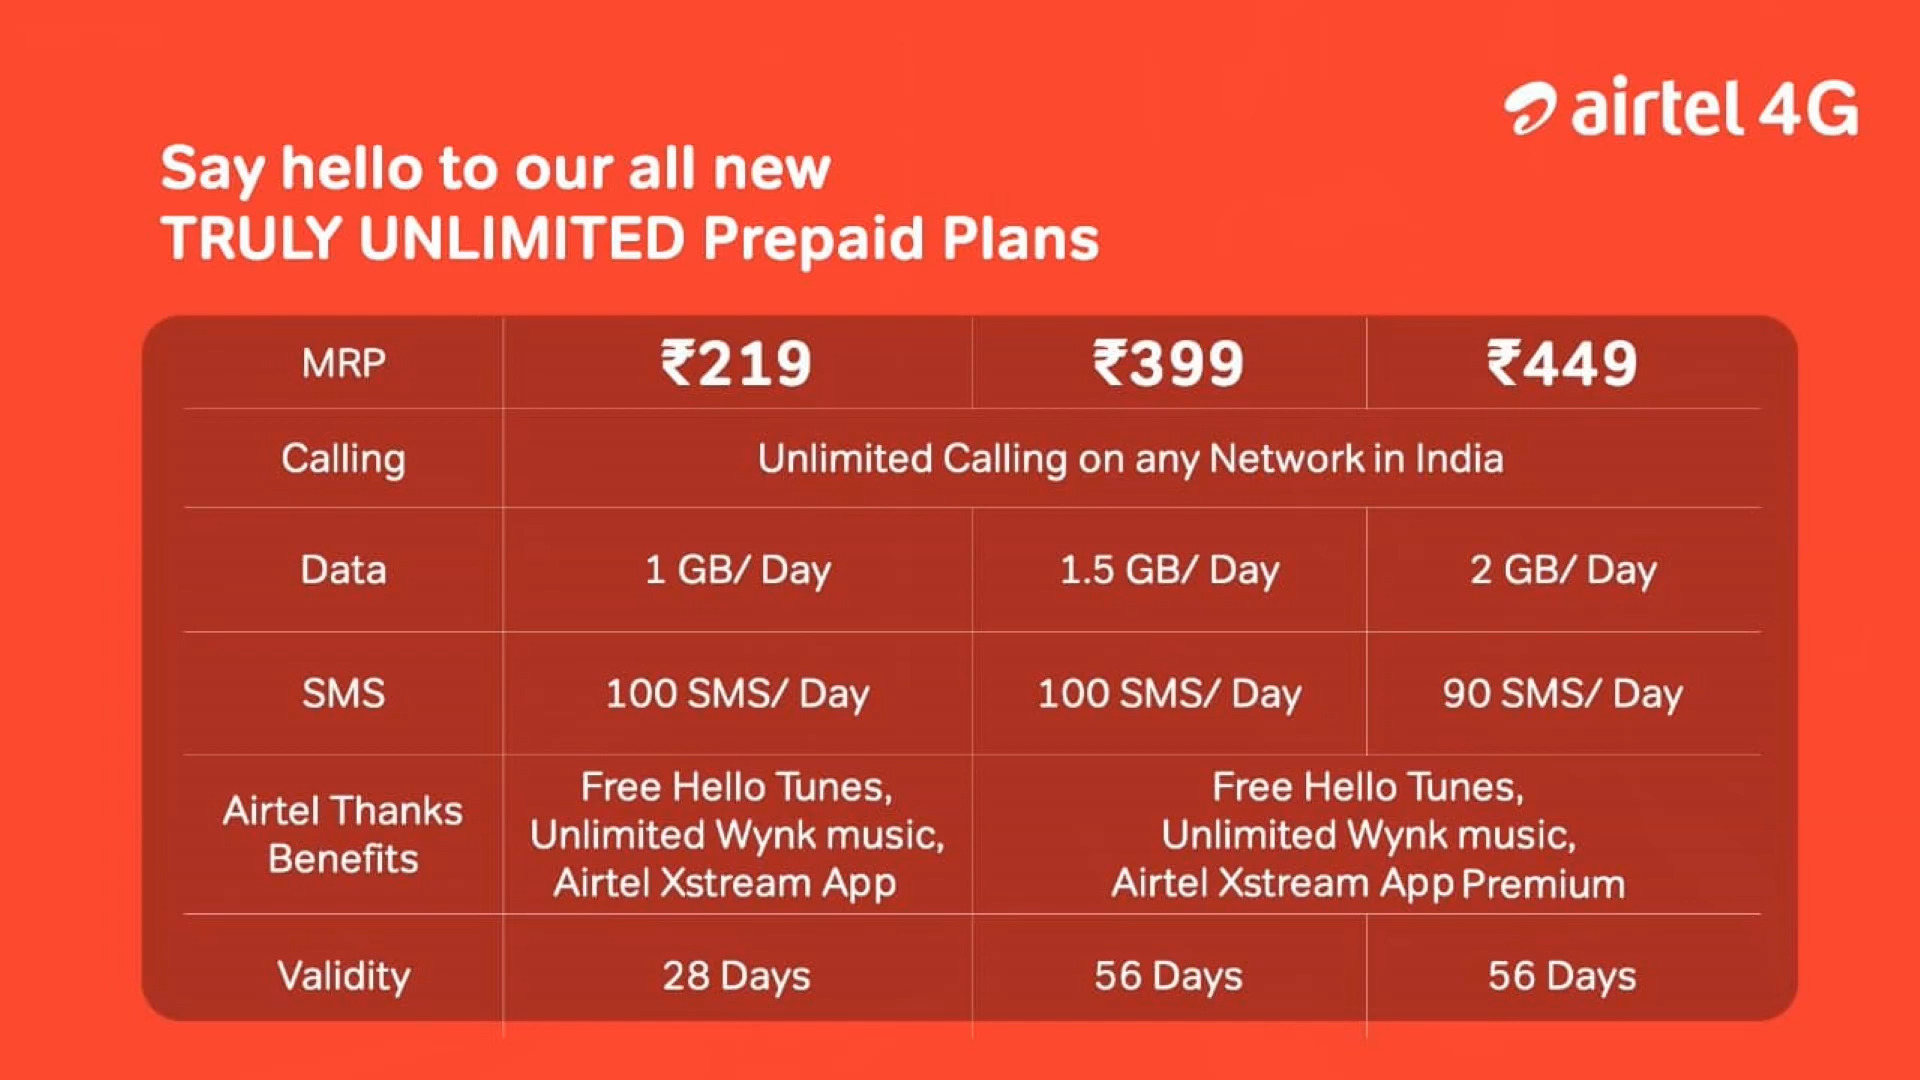 airtel 4G
Say hello to our all new
TRULY UNLIMITED Prepaid Plans
MRP ₹219 ₹399 ₹449
Calling Unlimited Calling on any Network in India
Data 1 GB/ Day 1.5 GB/ Day 2 GB/ Day
SMS 100 SMS/ Day 100 SMS/ Day 90 SMS/ Day
Airtel Thanks
Benefits
Free Hello Tunes,
Unlimited Wynk music,
Airtel Xstream App
Free Hello Tunes,
Unlimited Wynk music,
Airtel Xstream App Premium
Validity 28 Days 56 Days 56 Days